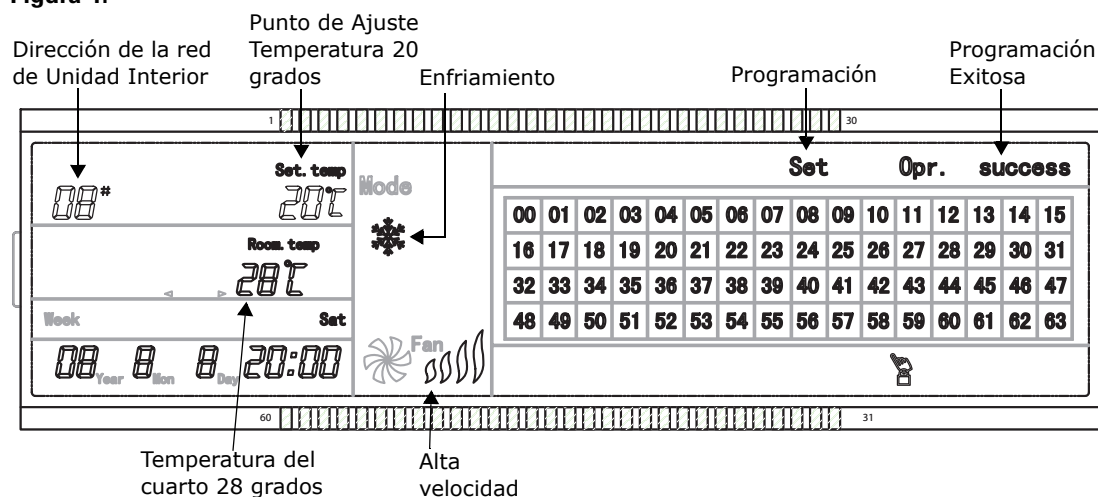 Dirección de la red
de Unidad Interior
Punto de Ajuste
Temperatura 20
grados
Enfriamiento
Programación
Programación
Exitosa
1
30
Set. temp
08#
20°C
Mode
Room. temp
28°C
Week
Sat
08 Year 8 Mon 8 Day 20:00
Fan
Set Opr. success
00 01 02 03 04 05 06 07 08 09 10 11 12 13 14 15
16 17 18 19 20 21 22 23 24 25 26 27 28 29 30 31
32 33 34 35 36 37 38 39 40 41 42 43 44 45 46 47
48 49 50 51 52 53 54 55 56 57 58 59 60 61 62 63
60
31
Temperatura del
cuarto 28 grados
Alta
velocidad